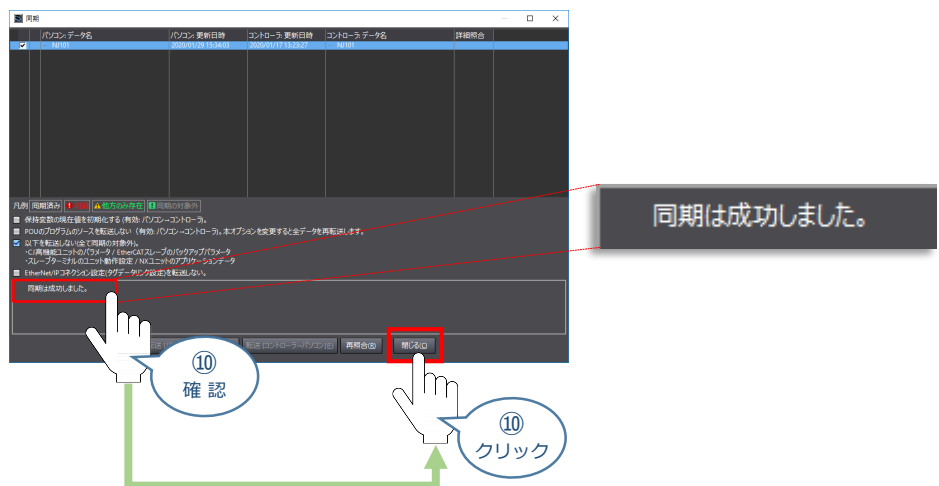 同期
パソコン:データ名 パソコン:更新日時 コントローラ:更新日時 コントローラ:データ名 詳細照合
NJ101 2020/01/29 15:34:03 2020/01/17 13:23:27 NJ101
凡例 同期済み 他方のみ存在 同期の対象外
保持変数の現在値を初期化する (有効: パソコン→コントローラ)。
POUのプログラムのソースを転送しない (有効: パソコン→コントローラ)。本オプションを変更すると全データを再転送します。
以下を転送しない(全て同期の対象外)。
・CJ高機能ユニットのパラメータ / EtherCATスレーブのバックアップパラメータ
・スレーブターミナルのユニット動作設定 / NXユニットのアプリケーションデータ
EtherNet/IPコネクション設定(タグデータリンク設定)を転送しない。
同期は成功しました。
同期は成功しました。
転送 [コントローラ→パソコン](E) 再照合(R) 閉じる(C)
⑩
確認
⑩
クリック